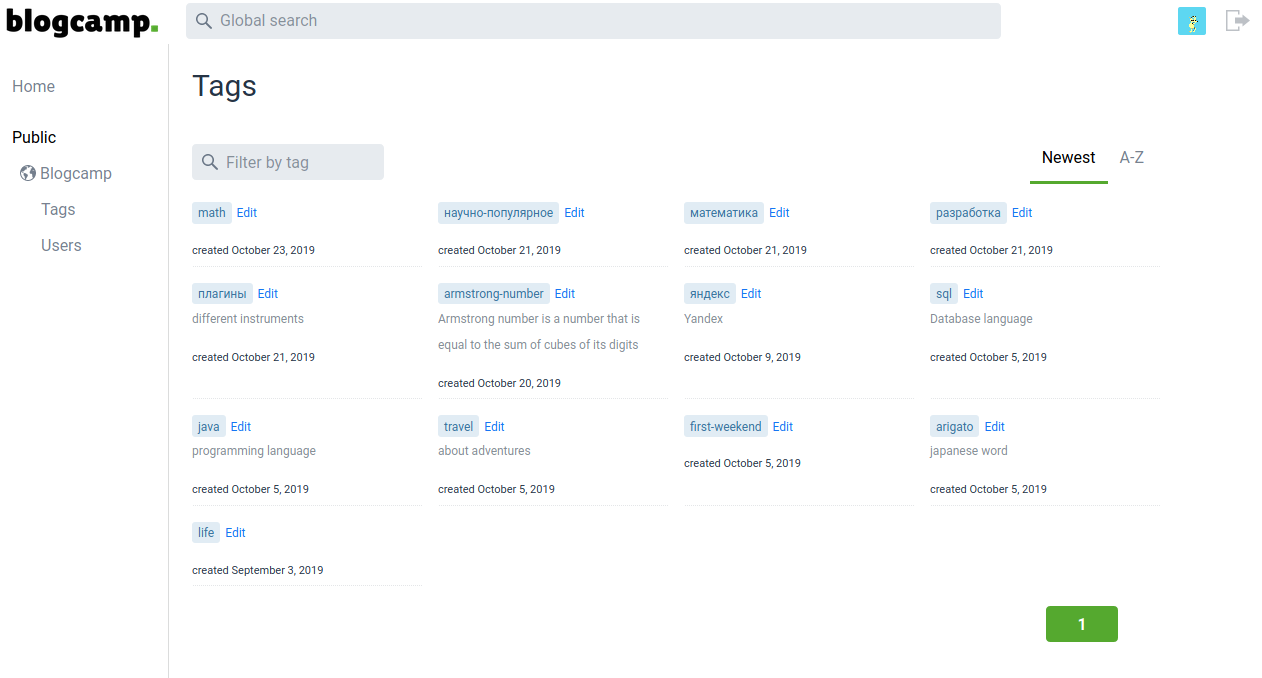 blogcamp.
Global search
Home
Public
Blogcamp
Tags
Users
Tags
Filter by tag
Newest A-Z
math Edit
created October 23, 2019
научно-популярное Edit
created October 21, 2019
математика Edit
created October 21, 2019
разработка Edit
created October 21, 2019
плагины Edit
different instruments
created October 21, 2019
armstrong-number Edit
Armstrong number is a number that is
equal to the sum of cubes of its digits
created October 20, 2019
яндекс Edit
Yandex
created October 9, 2019
sql Edit
Database language
created October 5, 2019
java Edit
programming language
created October 5, 2019
travel Edit
about adventures
created October 5, 2019
first-weekend Edit
created October 5, 2019
arigato Edit
japanese word
created October 5, 2019
life Edit
created September 3, 2019
1